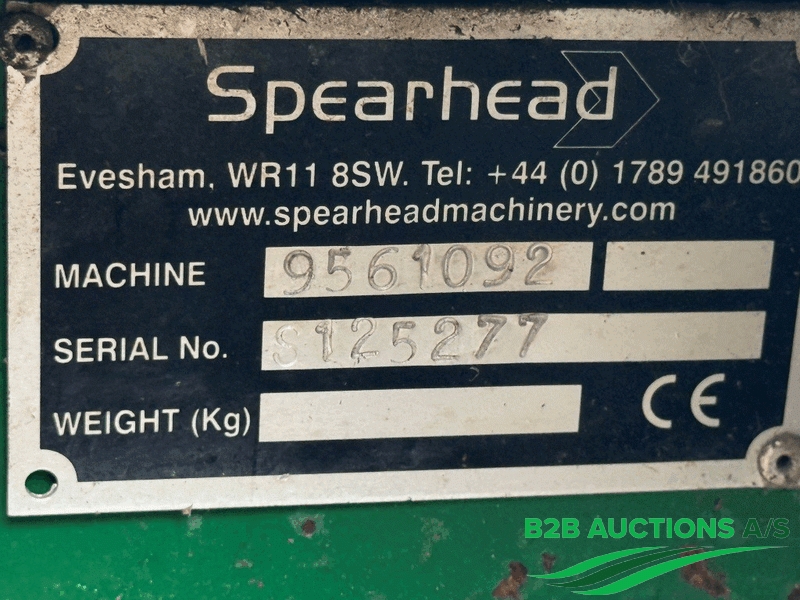 Spearhead
Evesham, WR11 8SW. Tel: +44 (0) 1789 491860
www.spearheadmachinery.com
MACHINE 9561092
SERIAL No. S125277
WEIGHT (Kg)
CE
B2B AUCTIONS A/S